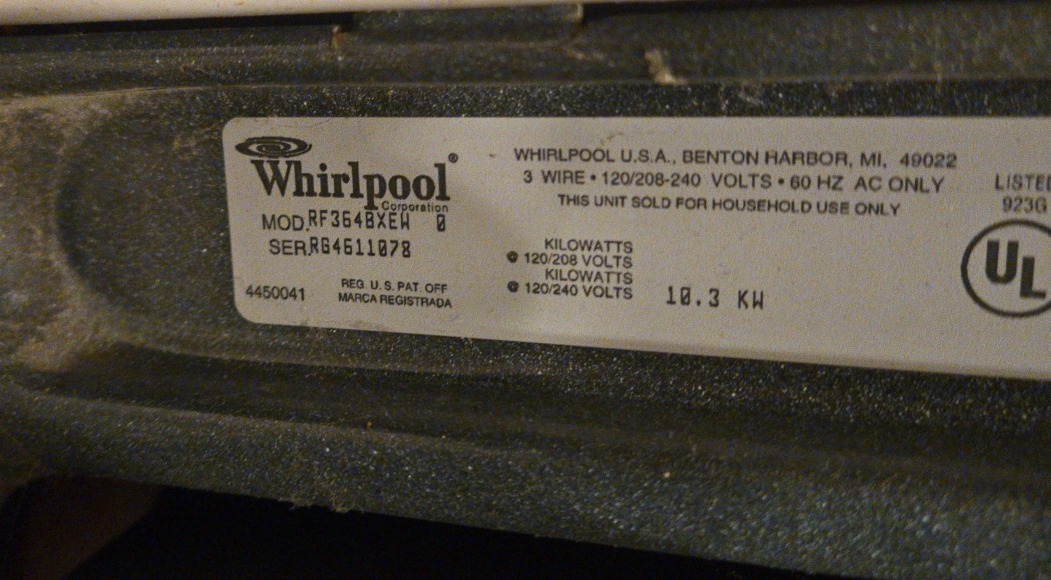 Whirlpool®
Corporation
MOD. RF364BXEW 0
SER. RG4611078
4450041
REG. U.S. PAT. OFF
MARCA REGISTRADA
WHIRLPOOL U.S.A., BENTON HARBOR, MI, 49022
3 WIRE • 120/208-240 VOLTS • 60 HZ AC ONLY
THIS UNIT SOLD FOR HOUSEHOLD USE ONLY
KILOWATTS
@ 120/208 VOLTS
KILOWATTS
@ 120/240 VOLTS 10.3 KW
LISTED
923G
UL